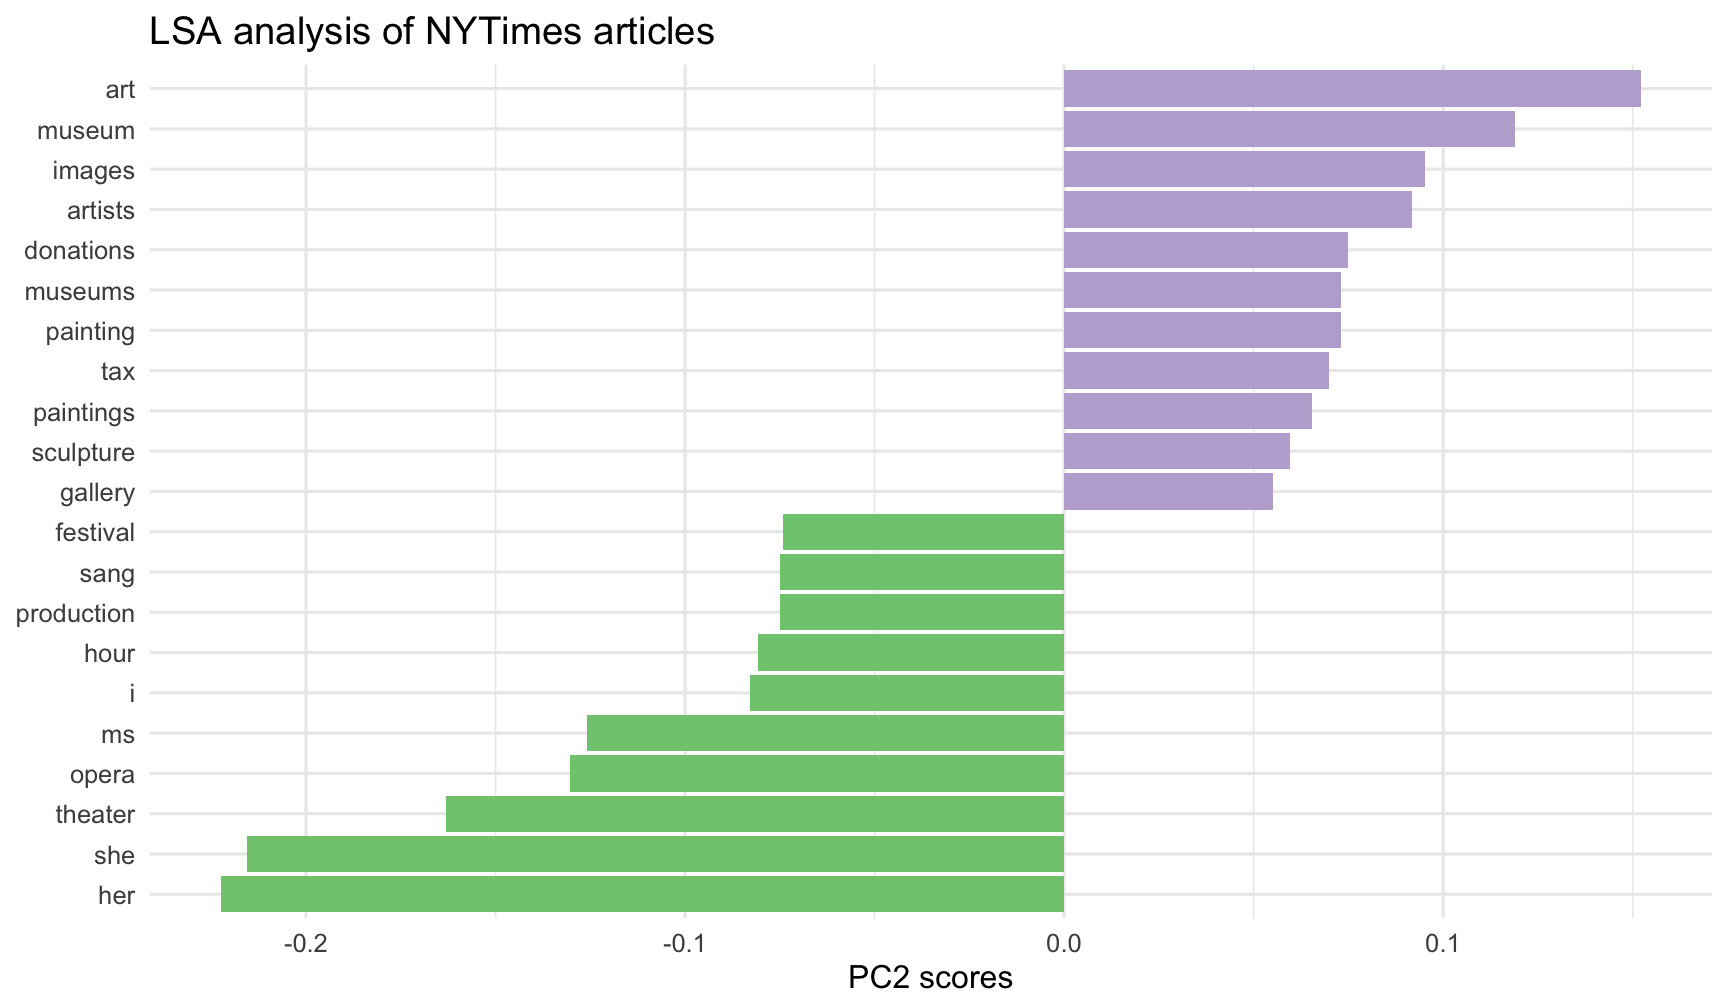 LSA analysis of NYTimes articles
art
museum
images
artists
donations
museums
painting
tax
paintings
sculpture
gallery
festival
sang
production
hour
i
ms
opera
theater
she
her
-0.2 -0.1 0.0 0.1
PC2 scores